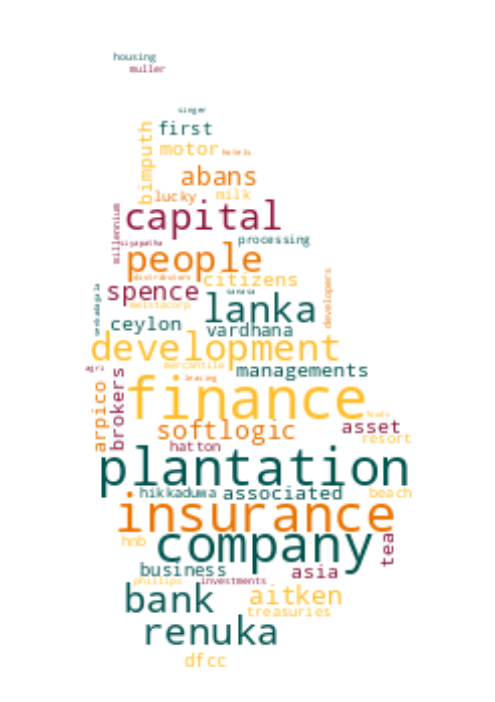 housing
muller
singer
first
bimputh
motor
hotels
abans
lucky
milk
millennium
capital
processing
siyapatha
people
distributors
citizens
spence
sanasa
developers
melstacorp
lanka
ceylon
vardhana
development
mercantile
agri
managements
leasing
arpico
brokers
finance
foods
softlogic
asset
resort
hatton
plantation
hikkaduwa
associated
beach
insurance
hnb
company
tea
business
asia
phillips
investments
bank
aitken
treasuries
renuka
dfcc